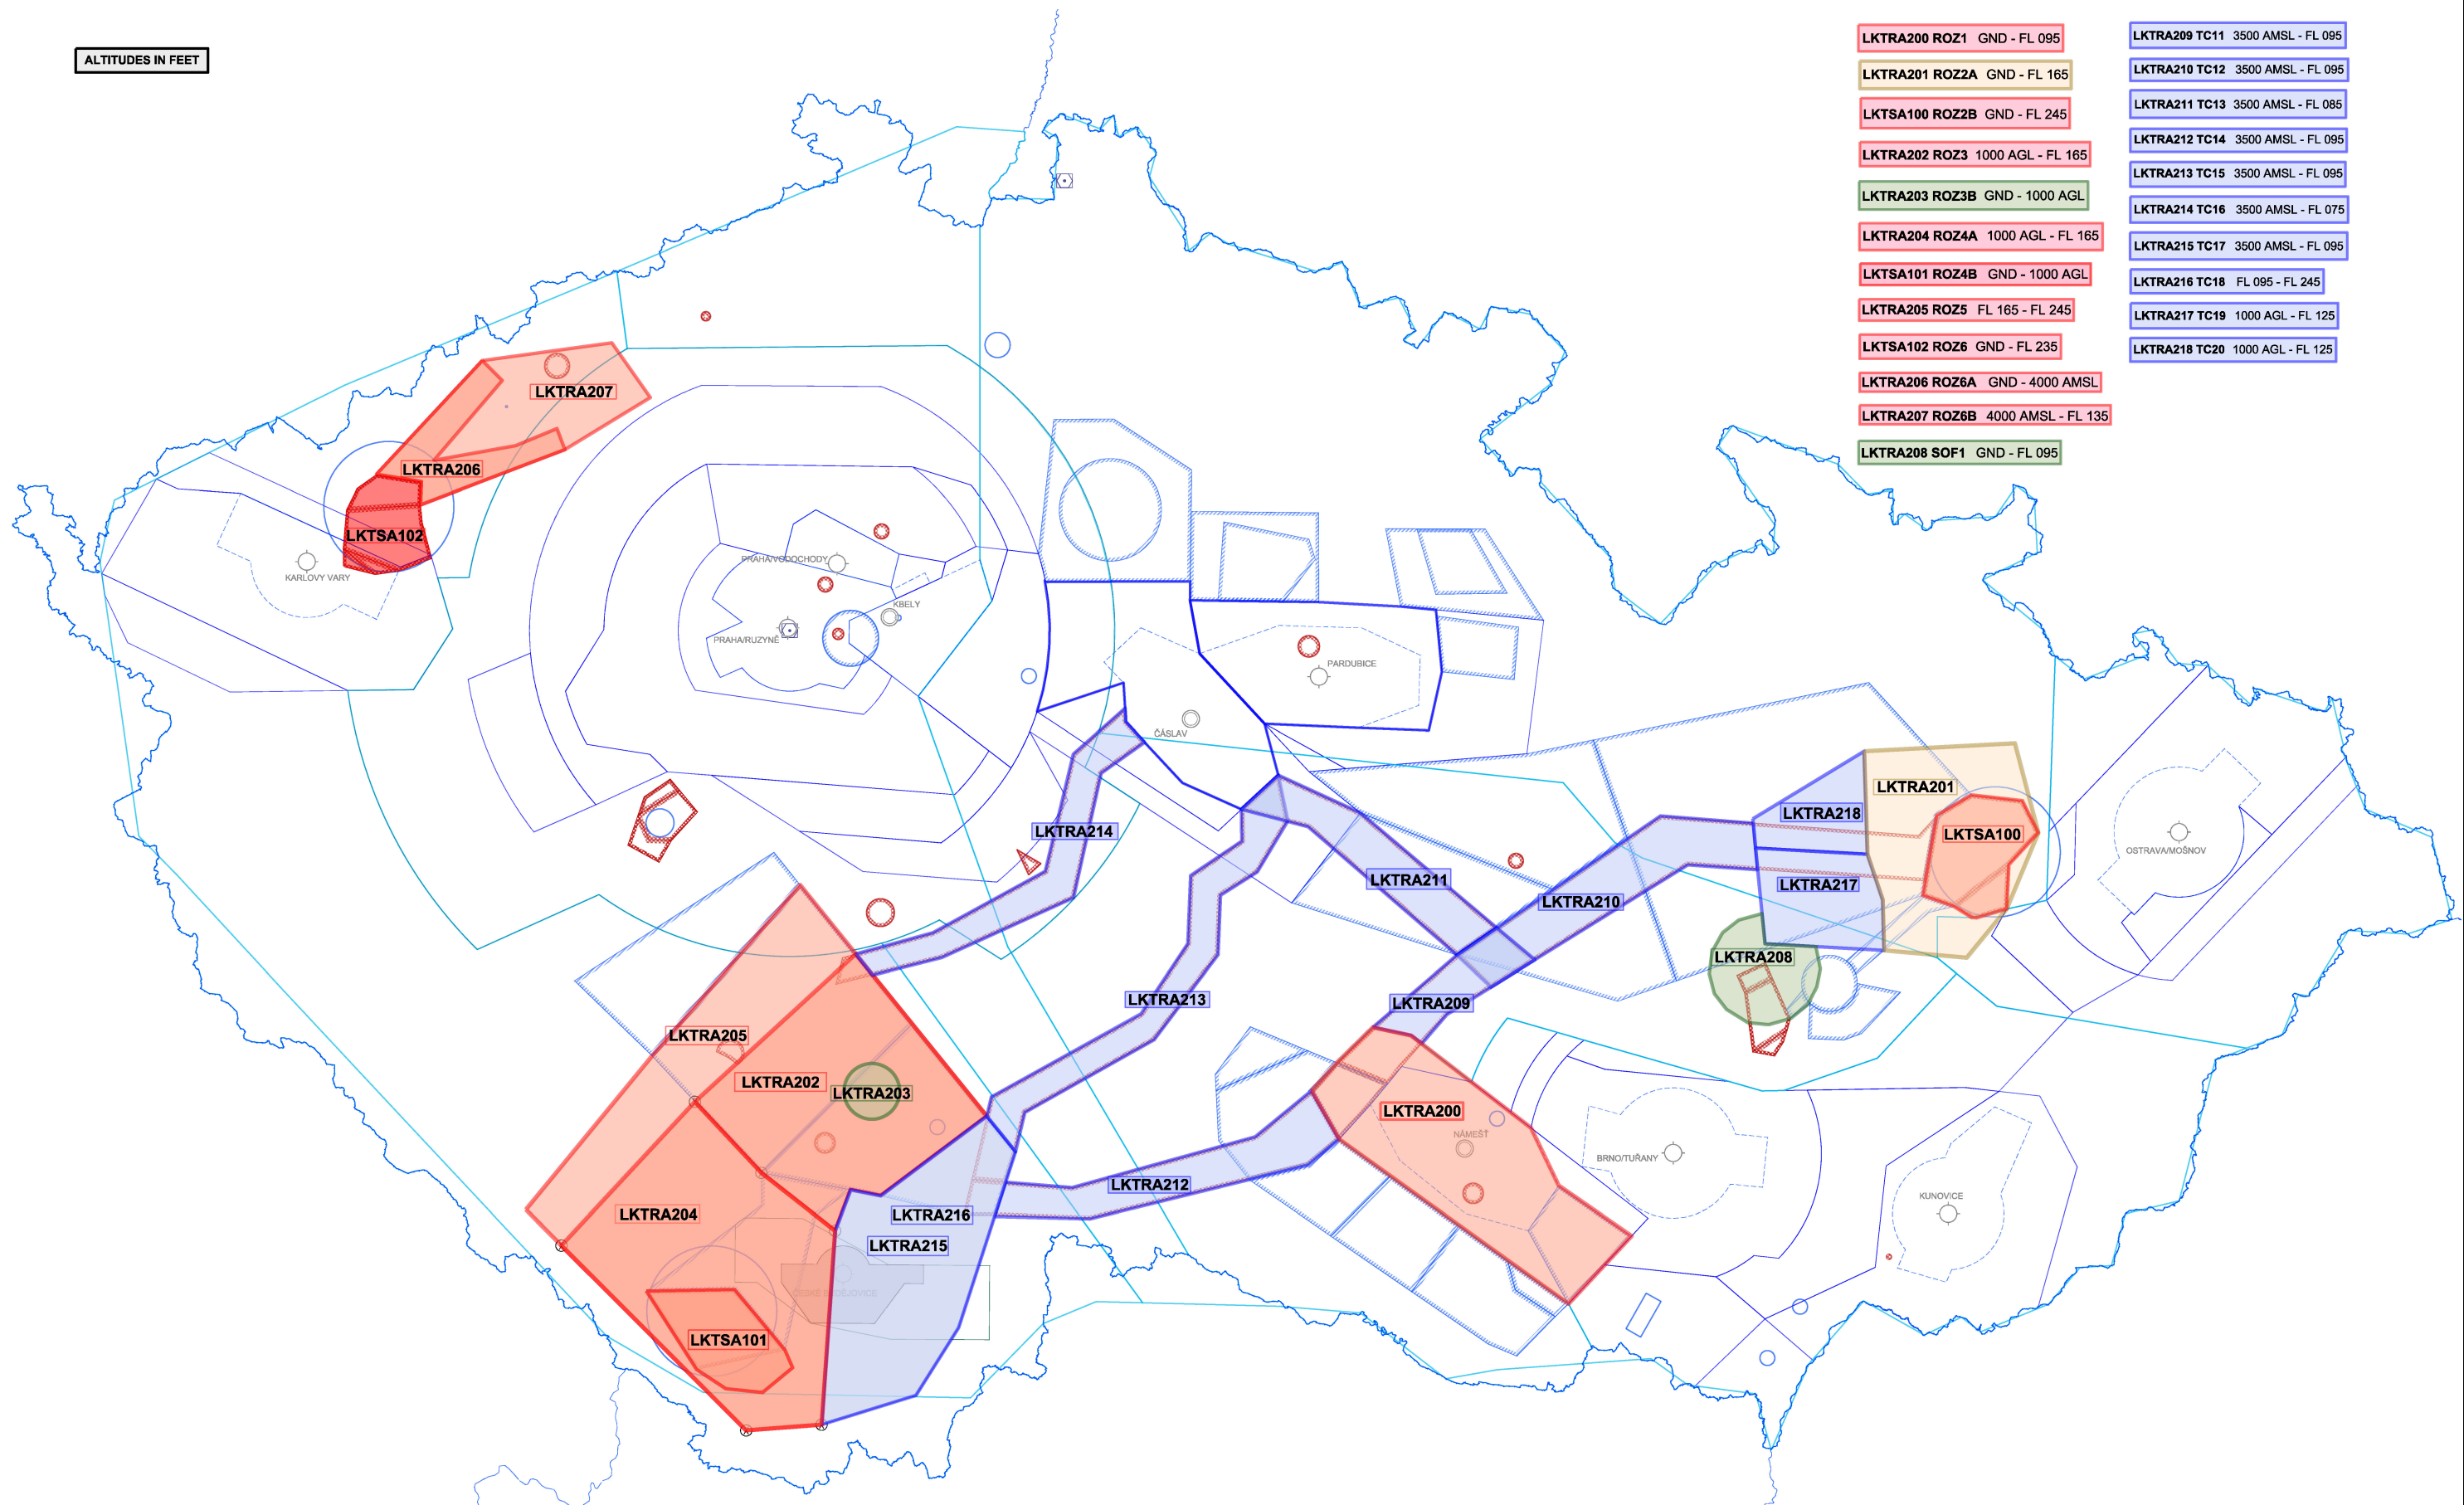 ALTITUDES IN FEET
LKTRA200 ROZ1 GND - FL 095
LKTRA201 ROZ2A GND - FL 165
LKTSA100 ROZ2B GND - FL 245
LKTRA202 ROZ3 1000 AGL - FL 165
LKTRA203 ROZ3B GND - 1000 AGL
LKTRA204 ROZ4A 1000 AGL - FL 165
LKTSA101 ROZ4B GND - 1000 AGL
LKTRA205 ROZ5 FL 165 - FL 245
LKTSA102 ROZ6 GND - FL 235
LKTRA206 ROZ6A GND - 4000 AMSL
LKTRA207 ROZ6B 4000 AMSL - FL 135
LKTRA208 SOF1 GND - FL 095
LKTRA209 TC11 3500 AMSL - FL 095
LKTRA210 TC12 3500 AMSL - FL 095
LKTRA211 TC13 3500 AMSL - FL 085
LKTRA212 TC14 3500 AMSL - FL 095
LKTRA213 TC15 3500 AMSL - FL 095
LKTRA214 TC16 3500 AMSL - FL 075
LKTRA215 TC17 3500 AMSL - FL 095
LKTRA216 TC18 FL 095 - FL 245
LKTRA217 TC19 1000 AGL - FL 125
LKTRA218 TC20 1000 AGL - FL 125
LKTRA207
LKTRA206
LKTSA102
KARLOVY VARY
PRAHA/VODOCHODY
KBELY
PRAHA/RUZYNĚ
PARDUBICE
ČÁSLAV
LKTRA201
LKTRA218
LKTSA100
LKTRA214
OSTRAVA/MOŠNOV
LKTRA211
LKTRA217
LKTRA210
LKTRA208
LKTRA213
LKTRA209
LKTRA205
LKTRA202
LKTRA203
LKTRA200
NÁMEŠŤ
BRNO/TUŘANY
LKTRA212
KUNOVICE
LKTRA204
LKTRA216
LKTRA215
ČESKÉ BUDĚJOVICE
LKTSA101